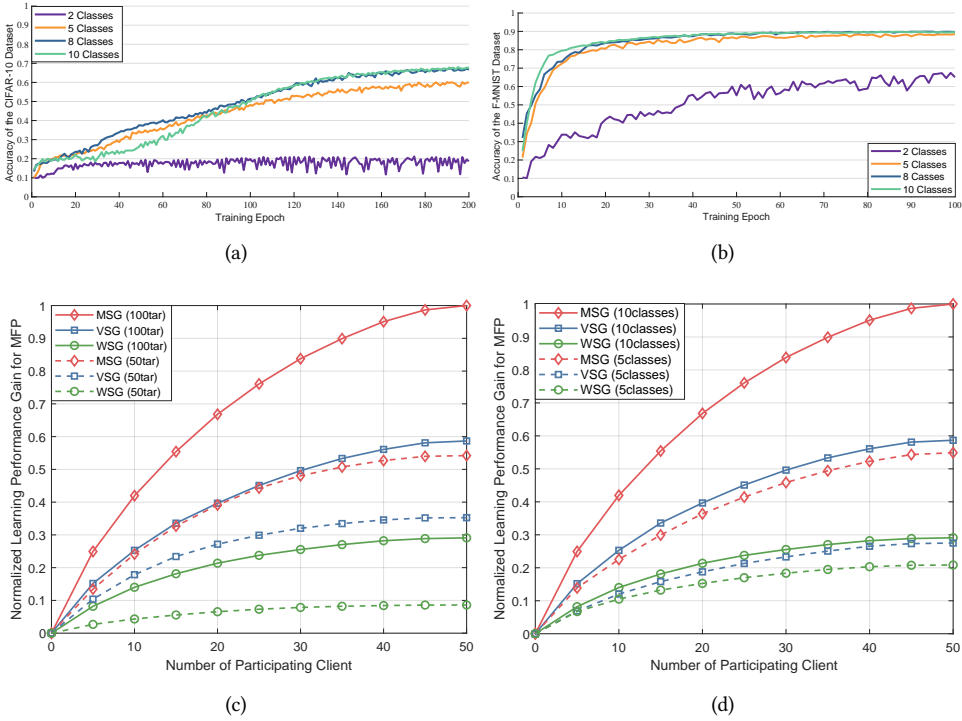 Accuracy of the CIFAR-10 Dataset
1
0.9
0.8
0.7
0.6
0.5
0.4
0.3
0.2
0.1
0
2 Classes
5 Classes
8 Classes
10 Classes
0 20 40 60 80 100 120 140 160 180 200
Training Epoch
(a)
Accuracy of the F-MNIST Dataset
1
0.9
0.8
0.7
0.6
0.5
0.4
0.3
0.2
0.1
0
2 Classes
5 Classes
8 Classes
10 Classes
0 10 20 30 40 50 60 70 80 90 100
Training Epoch
(b)
Normalized Learning Performance Gain for MFP
1
0.9
0.8
0.7
0.6
0.5
0.4
0.3
0.2
0.1
0
MSG (100tar)
VSG (100tar)
WSG (100tar)
MSG (50tar)
VSG (50tar)
WSG (50tar)
0 10 20 30 40 50
Number of Participating Client
(c)
Normalized Learning Performance Gain for MFP
1
0.9
0.8
0.7
0.6
0.5
0.4
0.3
0.2
0.1
0
MSG (10classes)
VSG (10classes)
WSG (10classes)
MSG (5classes)
VSG (5classes)
WSG (5classes)
0 10 20 30 40 50
Number of Participating Client
(d)